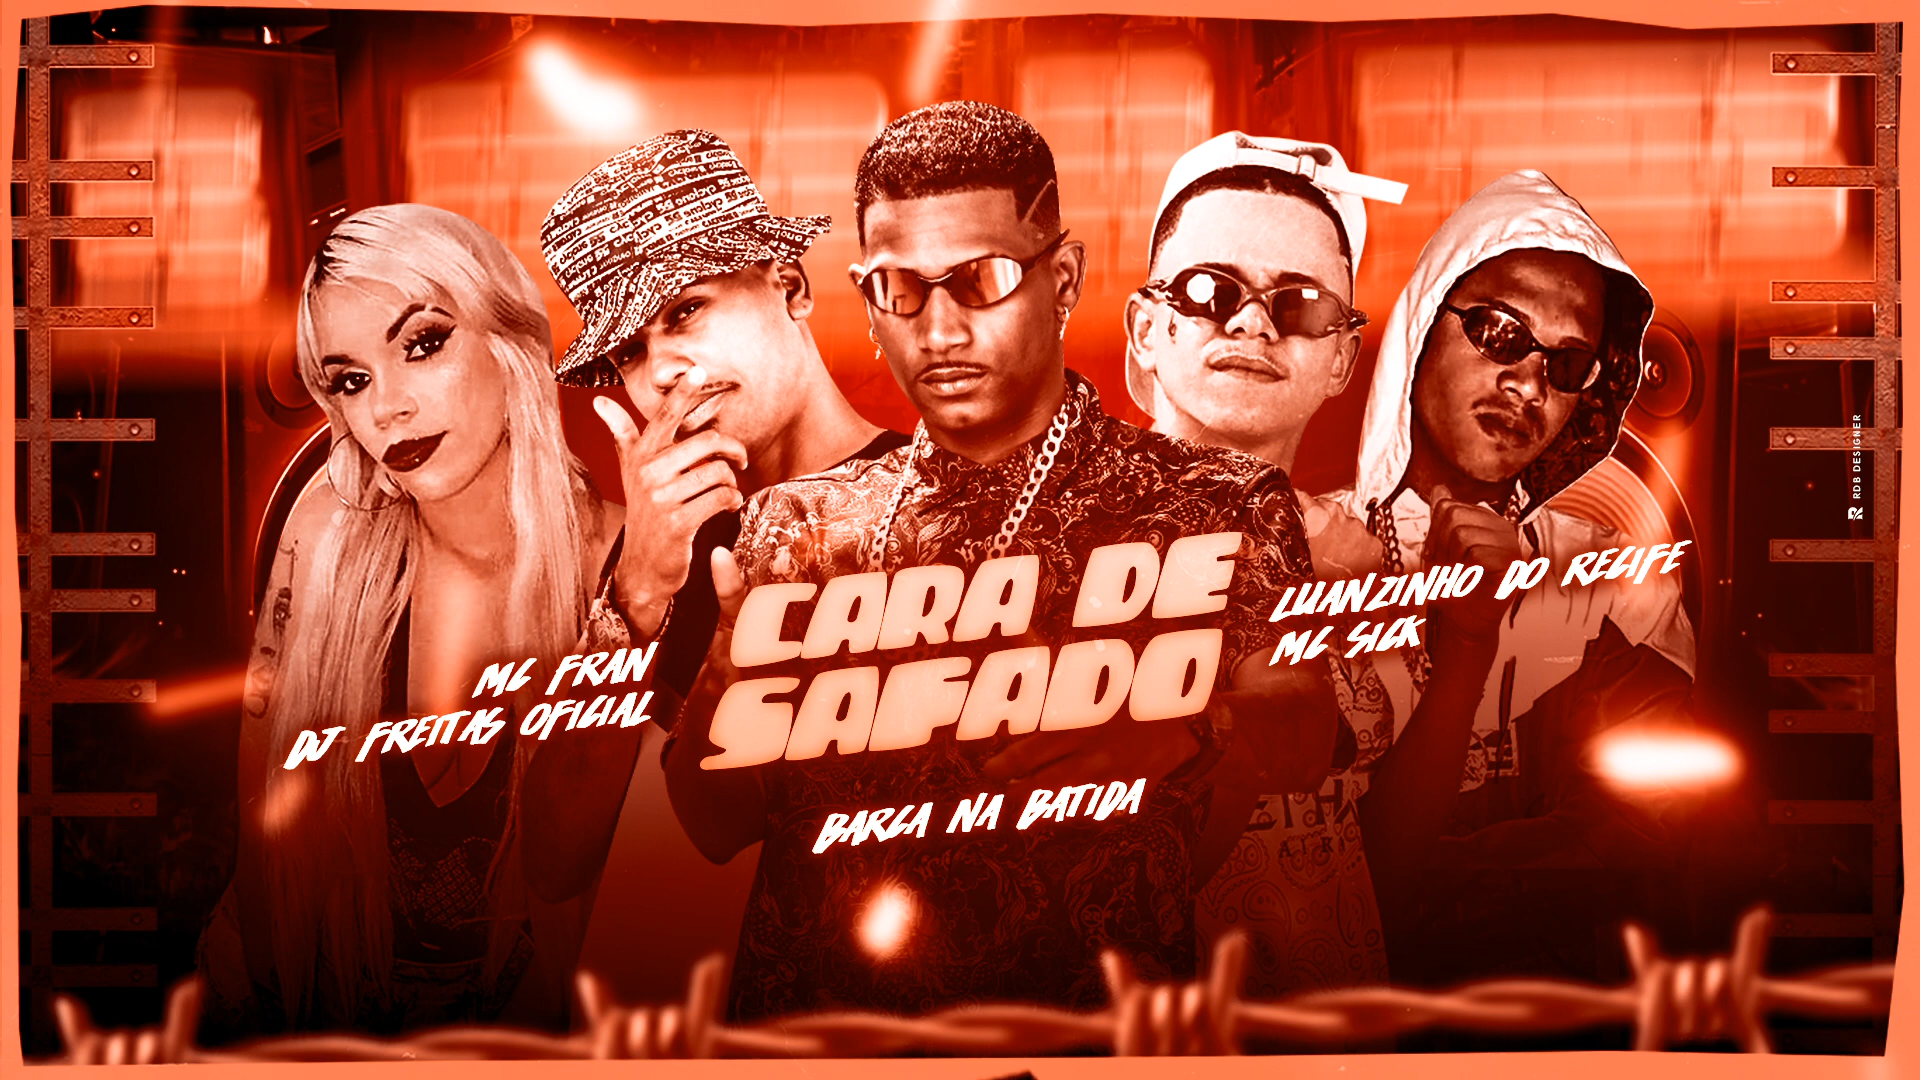 CARA DE
SAFADO
MC FRAN
DJ FREITAS OFICIAL
LUANZINHO DO RECIFE
MC SICK
BARCA NA BATIDA
RDB DESIGNER